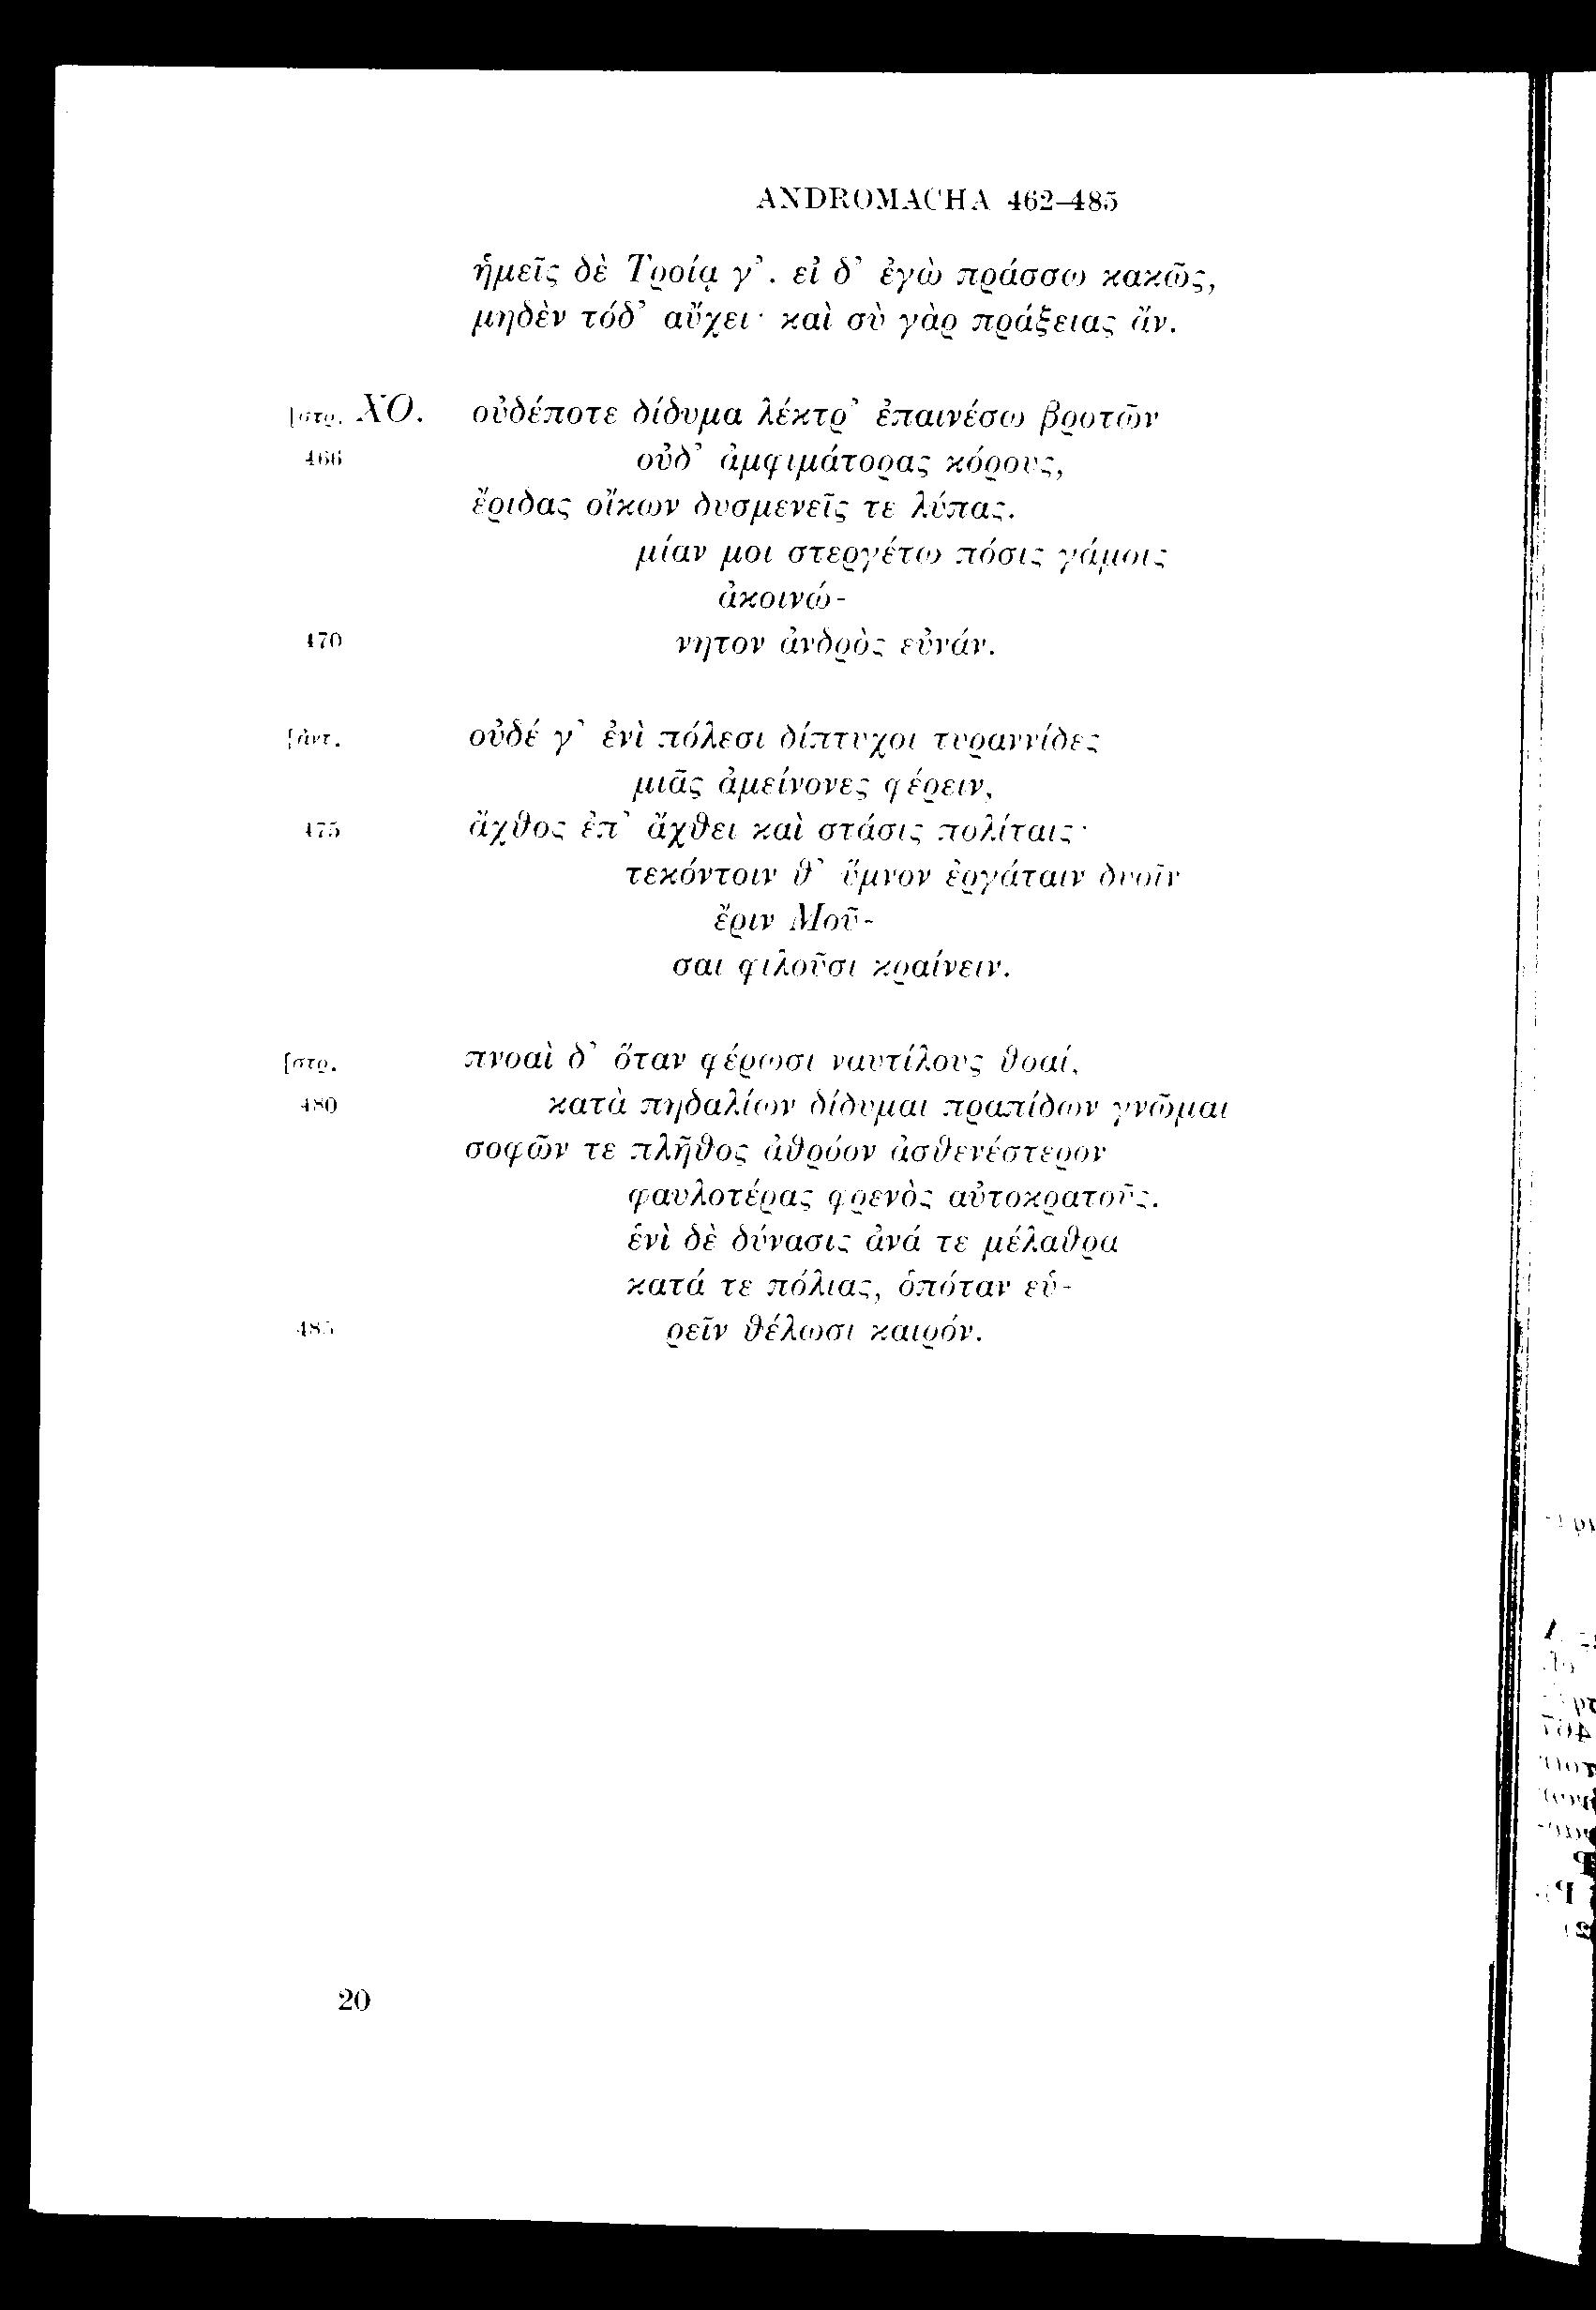 ANDROMACHA 462–485
ἡμεῖς δὲ Τροίᾳ γ’. εἰ δ’ ἐγὼ πράσσω κακῶς,
μηδὲν τόδ’ αὔχει· καὶ σὺ γὰρ πράξειας ἄν.
[στρ. ΧΟ. οὐδέποτε δίδυμα λέκτρ’ ἐπαινέσω βροτῶν
466 οὐδ’ ἀμφιμάτορας κόρους,
ἔριδας οἴκων δυσμενεῖς τε λύπας.
μίαν μοι στεργέτω πόσις γάμοις
ἀκοινώ-
470 νητον ἀνδρὸς εὐνάν.
[ἀντ. οὐδέ γ’ ἐνὶ πόλεσι δίπτυχοι τυραννίδες
μιᾶς ἀμείνονες φέρειν,
475 ἄχθος ἐπ’ ἄχθει καὶ στάσις πολίταις·
τεκόντοιν θ’ ὕμνον ἐργάταιν δυοῖν
ἔριν Μοῦ-
σαι φιλοῦσι κραίνειν.
[στρ. πνοαὶ δ’ ὅταν φέρωσι ναυτίλους θοαί,
480 κατὰ πηδαλίων δίδυμαι πραπίδων γνῶμαι
σοφῶν τε πλῆθος ἀθρόον ἀσθενέστερον
φαυλοτέρας φρενὸς αὐτοκρατοῦς.
ἑνὶ δὲ δύνασις ἀνά τε μέλαθρα
κατά τε πόλιας, ὁπόταν εὑ-
485 ρεῖν θέλωσι καιρόν.
20